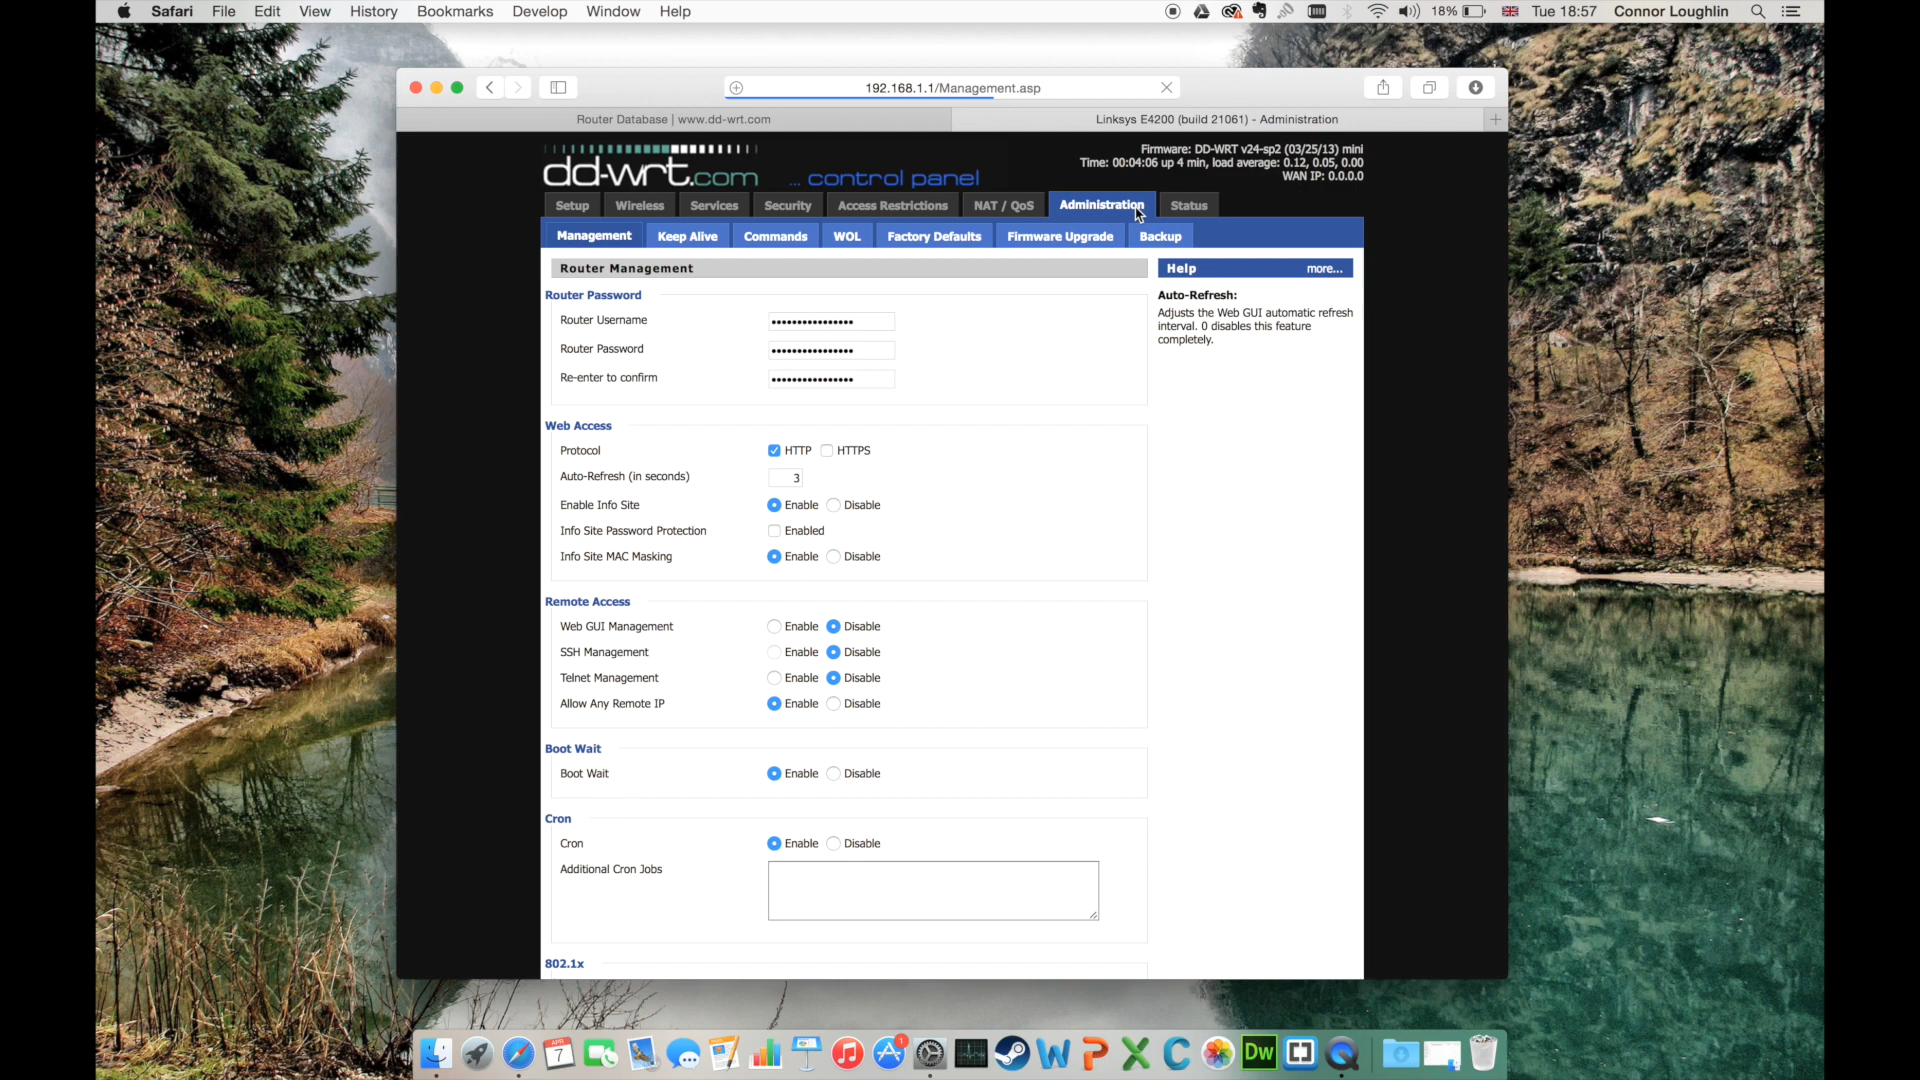 Safari File Edit View History Bookmarks Develop Window Help 18% Tue 18:57 Connor Loughlin
192.168.1.1/Management.asp
Router Database | www.dd-wrt.com Linksys E4200 (build 21061) - Administration
dd-wrt.com ... control panel
Firmware: DD-WRT v24-sp2 (03/25/13) mini
Time: 00:04:06 up 4 min, load average: 0.12, 0.05, 0.00
WAN IP: 0.0.0.0
Setup Wireless Services Security Access Restrictions NAT / QoS Administration Status
Management Keep Alive Commands WOL Factory Defaults Firmware Upgrade Backup
Router Management
Router Password
Router Username ••••••••••••••••
Router Password ••••••••••••••••
Re-enter to confirm ••••••••••••••••
Web Access
Protocol HTTP HTTPS
Auto-Refresh (in seconds) 3
Enable Info Site Enable Disable
Info Site Password Protection Enabled
Info Site MAC Masking Enable Disable
Remote Access
Web GUI Management Enable Disable
SSH Management Enable Disable
Telnet Management Enable Disable
Allow Any Remote IP Enable Disable
Boot Wait
Boot Wait Enable Disable
Cron
Cron Enable Disable
Additional Cron Jobs
802.1x
Help more...
Auto-Refresh:
Adjusts the Web GUI automatic refresh
interval. 0 disables this feature
completely.
APR
7
1
Dw